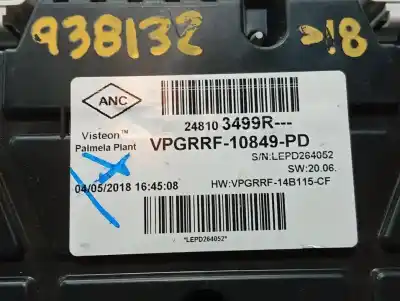 938132 <18
ANC
24810 3499R---
Visteon™
Palmela Plant
VPGRRF-10849-PD
S/N:LEPD264052
SW:20.06.
04/05/2018 16:45:08
HW:VPGRRF-14B115-CF
*LEPD264052*